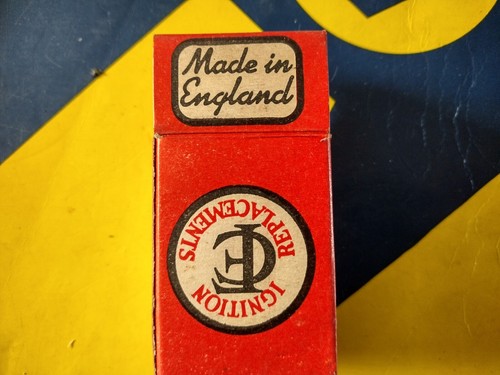 Made in
England
IGNITION
REPLACEMENTS